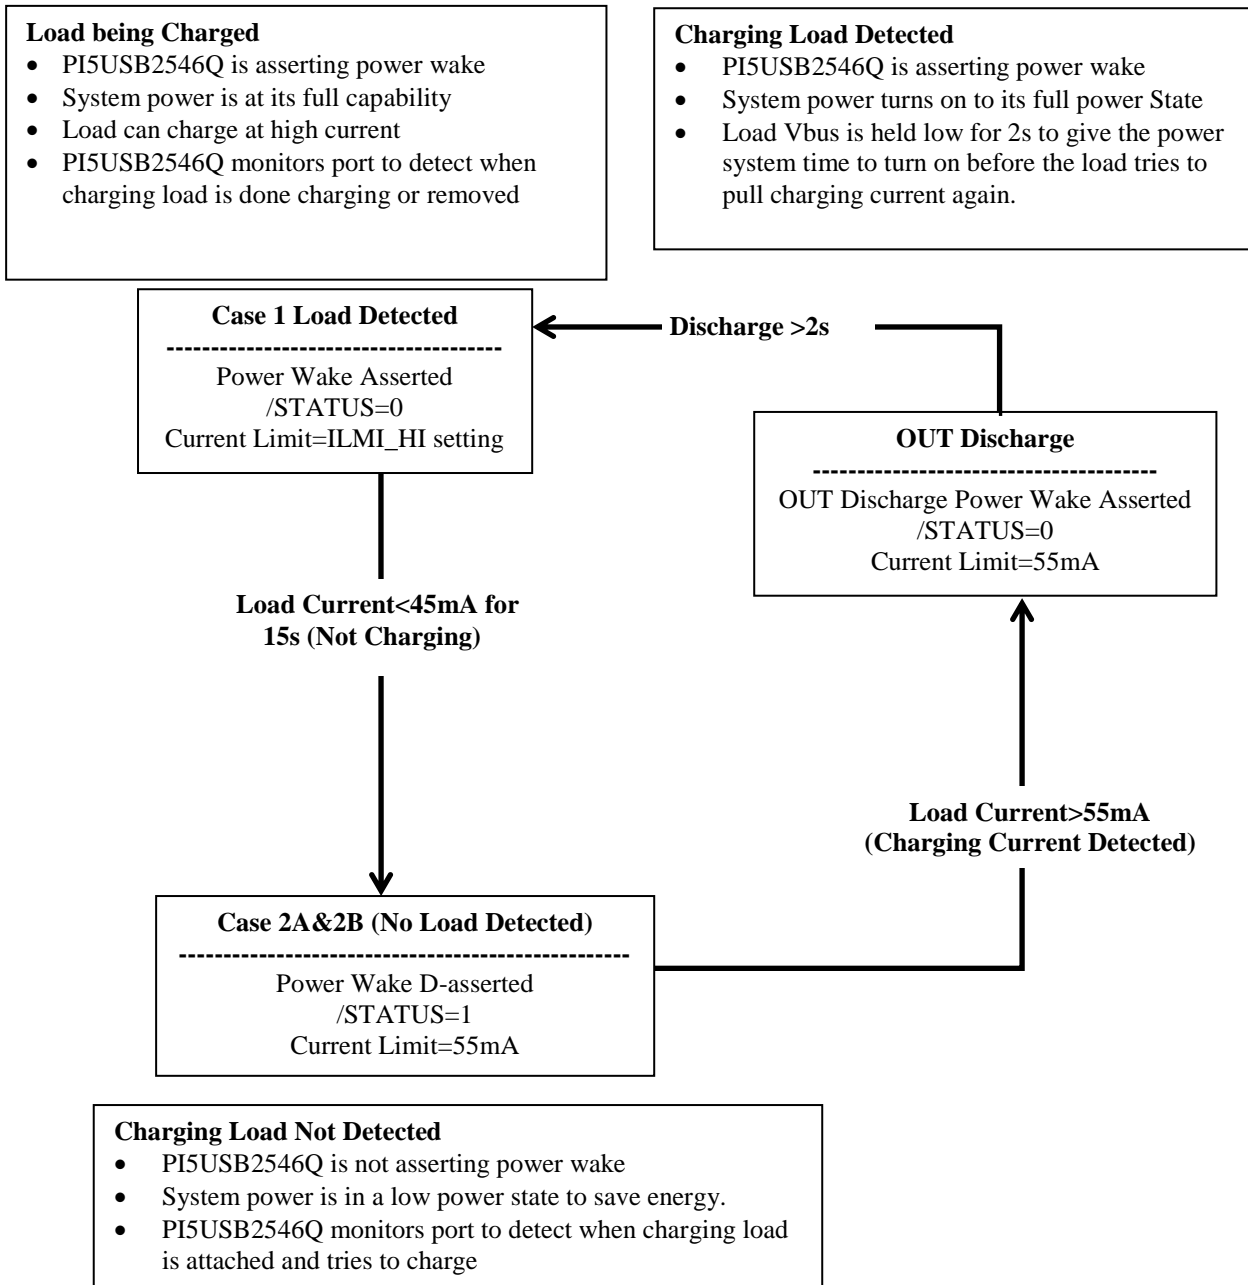 Load being Charged
• PI5USB2546Q is asserting power wake
• System power is at its full capability
• Load can charge at high current
• PI5USB2546Q monitors port to detect when
charging load is done charging or removed
Charging Load Detected
• PI5USB2546Q is asserting power wake
• System power turns on to its full power State
• Load Vbus is held low for 2s to give the power
system time to turn on before the load tries to
pull charging current again.
Case 1 Load Detected
--------------------------------------
Power Wake Asserted
/STATUS=0
Current Limit=ILMI_HI setting
Discharge >2s
OUT Discharge
---------------------------------------
OUT Discharge Power Wake Asserted
/STATUS=0
Current Limit=55mA
Load Current<45mA for
15s (Not Charging)
Load Current>55mA
(Charging Current Detected)
Case 2A&2B (No Load Detected)
---------------------------------------------------
Power Wake D-asserted
/STATUS=1
Current Limit=55mA
Charging Load Not Detected
• PI5USB2546Q is not asserting power wake
• System power is in a low power state to save energy.
• PI5USB2546Q monitors port to detect when charging load
is attached and tries to charge